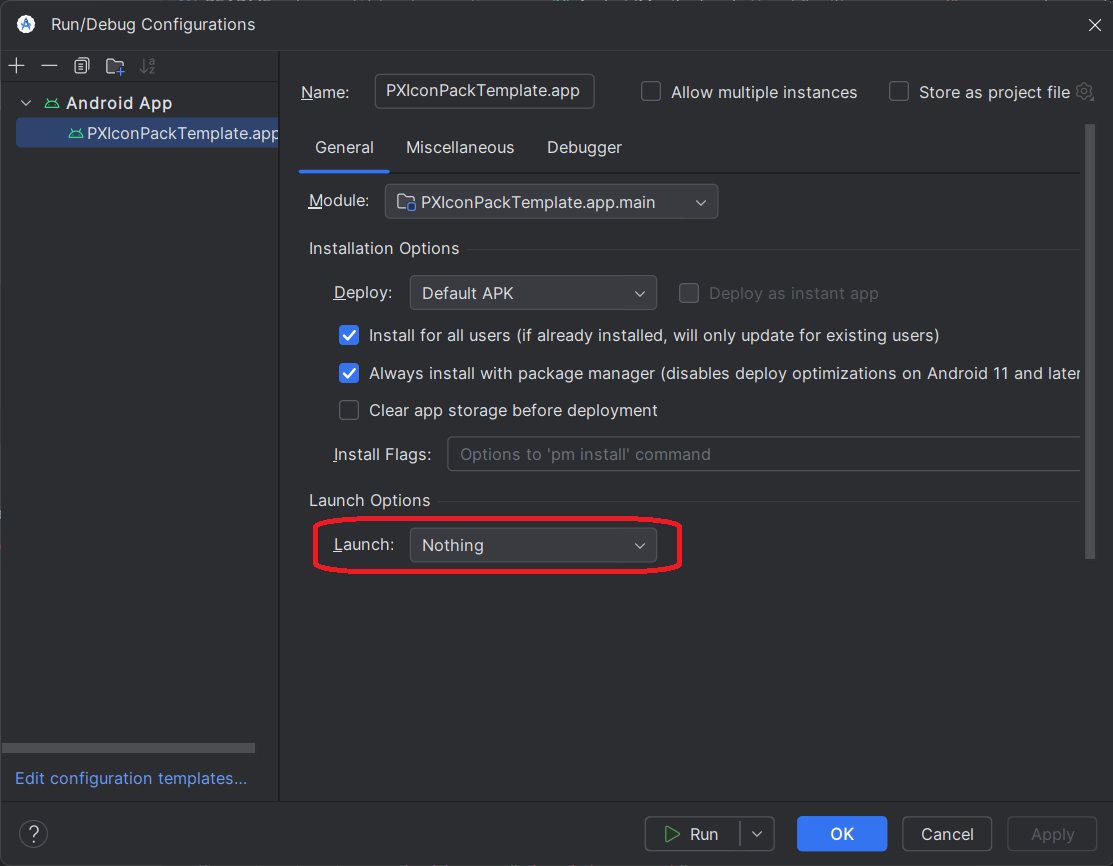 Run/Debug Configurations
Android App
PXIconPackTemplate.app
Name: PXIconPackTemplate.app Allow multiple instances Store as project file
General Miscellaneous Debugger
Module: PXIconPackTemplate.app.main
Installation Options
Deploy: Default APK Deploy as instant app
Install for all users (if already installed, will only update for existing users)
Always install with package manager (disables deploy optimizations on Android 11 and later
Clear app storage before deployment
Install Flags: Options to 'pm install' command
Launch Options
Launch: Nothing
Edit configuration templates...
? Run OK Cancel Apply